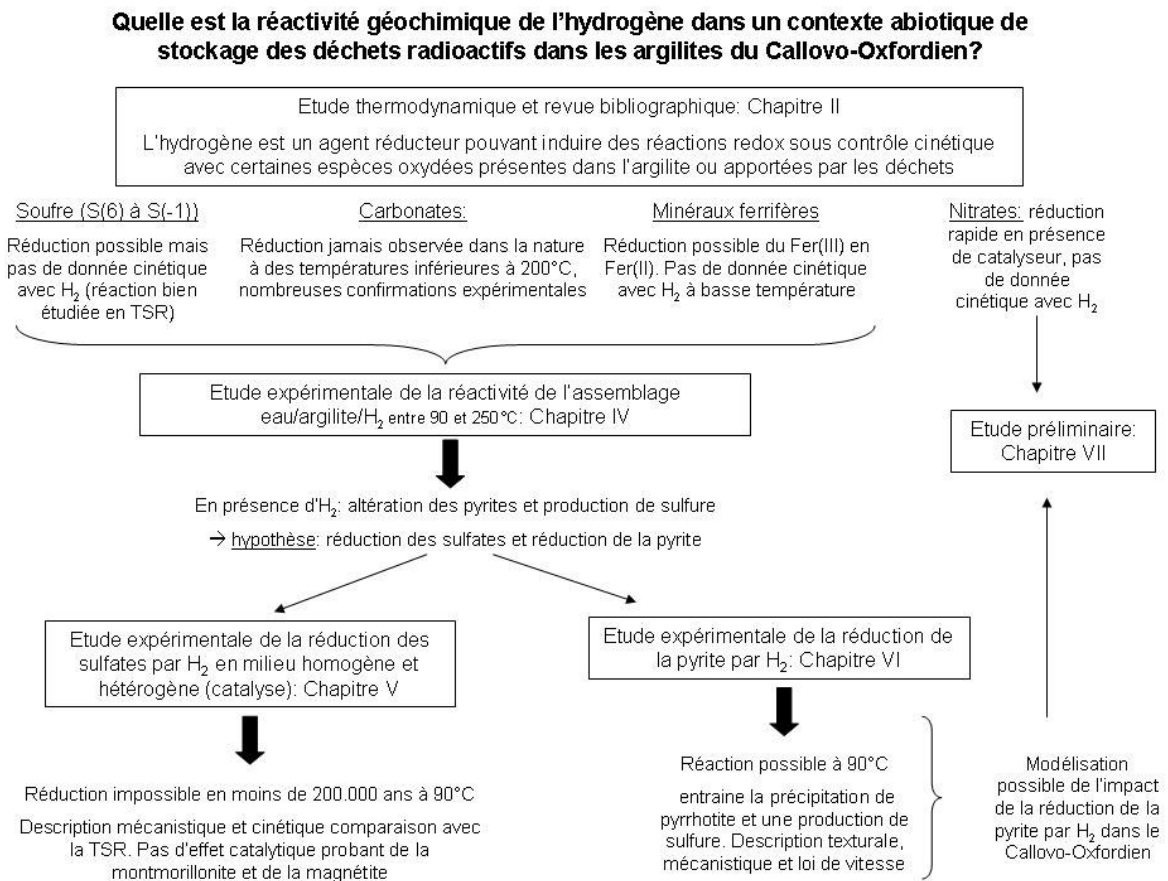 Quelle est la réactivité géochimique de l'hydrogène dans un contexte abiotique de
stockage des déchets radioactifs dans les argilites du Callovo-Oxfordien?
Etude thermodynamique et revue bibliographique: Chapitre II
L'hydrogène est un agent réducteur pouvant induire des réactions redox sous contrôle cinétique
avec certaines espèces oxydées présentes dans l'argilite ou apportées par les déchets
Soufre (S(6) à S(-1))
Réduction possible mais
pas de donnée cinétique
avec H₂ (réaction bien
étudiée en TSR)
Carbonates:
Réduction jamais observée dans la nature
à des températures inférieures à 200°C,
nombreuses confirmations expérimentales
Minéraux ferrifères
Réduction possible du Fer(III) en
Fer(II). Pas de donnée cinétique
avec H₂ à basse température
Nitrates: réduction
rapide en présence
de catalyseur, pas
de donnée
cinétique avec H₂
Etude expérimentale de la réactivité de l'assemblage
eau/argilite/H₂ entre 90 et 250°C: Chapitre IV
Etude préliminaire:
Chapitre VII
En présence d'H₂: altération des pyrites et production de sulfure
→ hypothèse: réduction des sulfates et réduction de la pyrite
Etude expérimentale de la réduction des
sulfates par H₂ en milieu homogène et
hétérogène (catalyse): Chapitre V
Etude expérimentale de la réduction de
la pyrite par H₂: Chapitre VI
Réduction impossible en moins de 200.000 ans à 90°C
Description mécanistique et cinétique comparaison avec
la TSR. Pas d'effet catalytique probant de la
montmorillonite et de la magnétite
Réaction possible à 90°C
entraine la précipitation de
pyrrhotite et une production de
sulfure. Description texturale,
mécanistique et loi de vitesse
Modélisation
possible de l'impact
de la réduction de la
pyrite par H₂ dans le
Callovo-Oxfordien